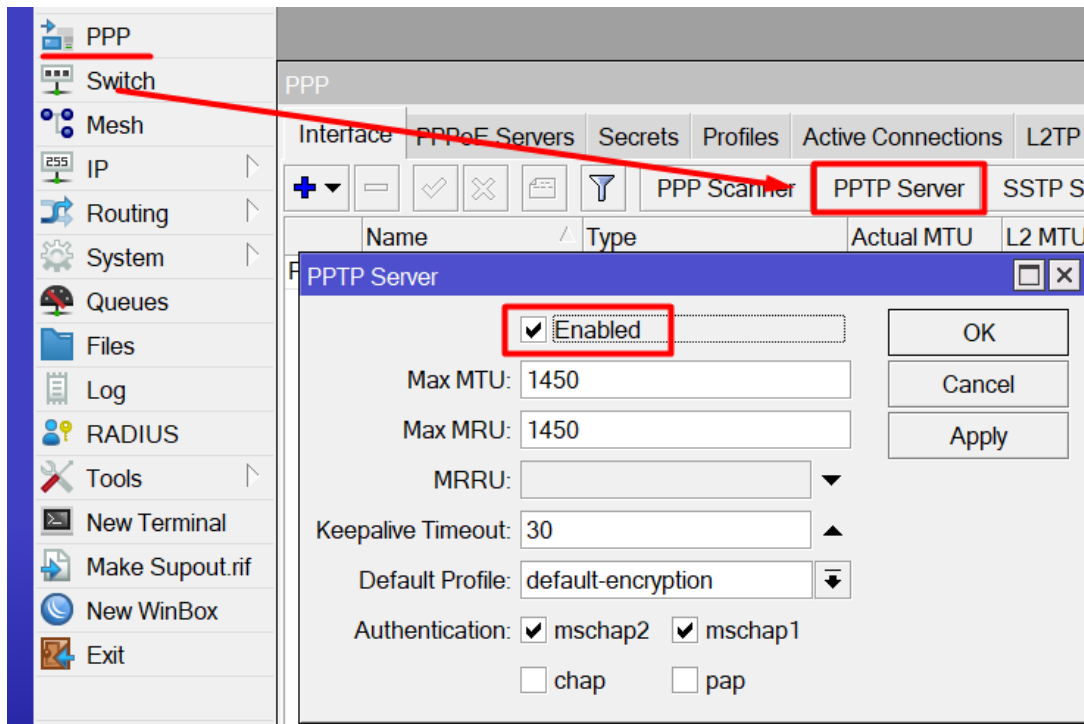 PPP
Switch
Mesh
255
IP
Routing
System
Queues
Files
Log
RADIUS
Tools
New Terminal
Make Supout.rif
New WinBox
Exit
PPP
Interface PPPoE Servers Secrets Profiles Active Connections L2TP
PPP Scanner PPTP Server SSTP S
Name Type Actual MTU L2 MTU
PPTP Server
Enabled
OK
Max MTU: 1450
Cancel
Max MRU: 1450
Apply
MRRU:
Keepalive Timeout: 30
Default Profile: default-encryption
Authentication: mschap2 mschap1
chap pap